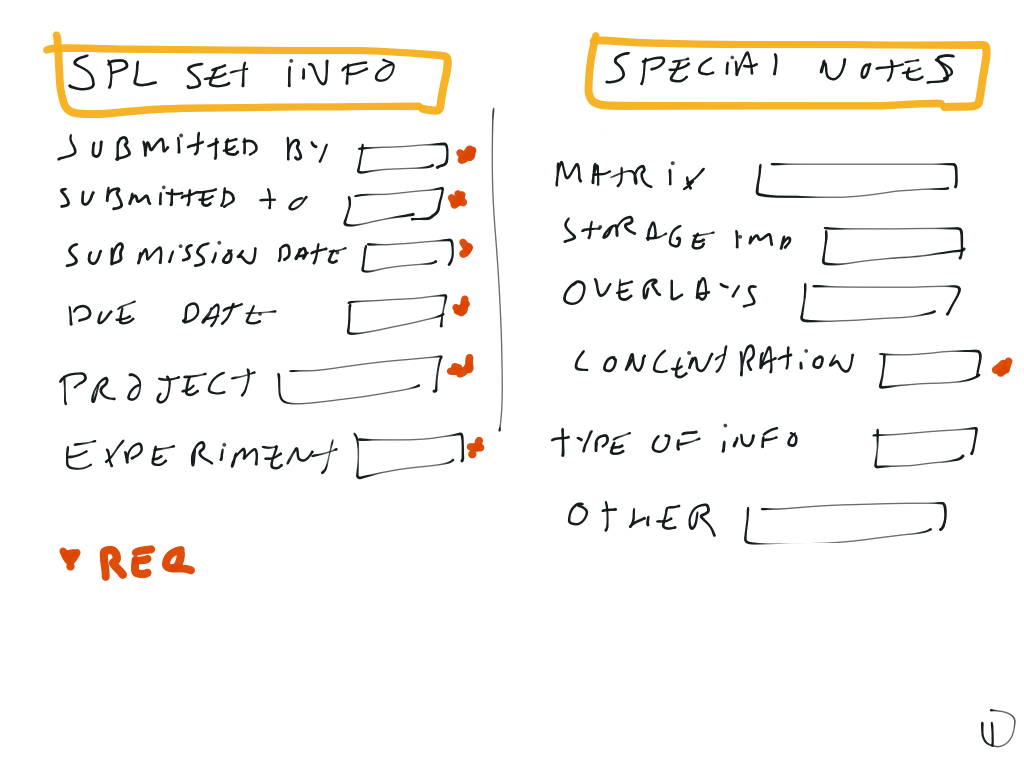 SPL SET INFO
SUBMITTED BY
SUBMITTED TO
SUBMISSION DATE
DUE DATE
PROJECT
EXPERIMENT
* REQ
SPECIAL NOTES
MATRIX
STORAGE
OVERLAYS
CONCENTRATION
TYPE OF INFO
OTHER